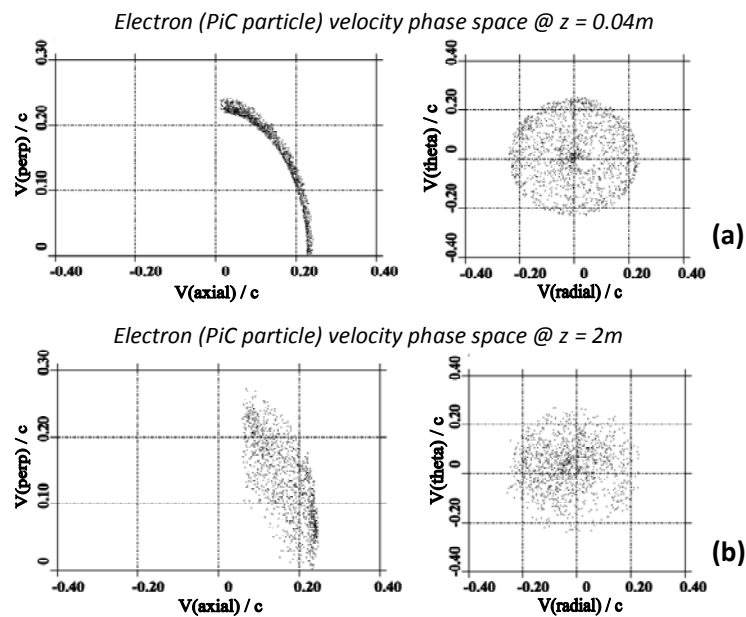 Electron (PiC particle) velocity phase space @ z = 0.04m
0.30
0.20
0.10
0
V(perp) / c
-0.40 -0.20 0 0.20 0.40
V(axial) / c
0.40
0.20
0
-0.20
-0.40
V(theta) / c
-0.40 -0.20 0 0.20 0.40
V(radial) / c
(a)
Electron (PiC particle) velocity phase space @ z = 2m
0.30
0.20
0.10
0
V(perp) / c
-0.40 -0.20 0 0.20 0.40
V(axial) / c
0.40
0.20
0
-0.20
-0.40
V(theta) / c
-0.40 -0.20 0 0.20 0.40
V(radial) / c
(b)